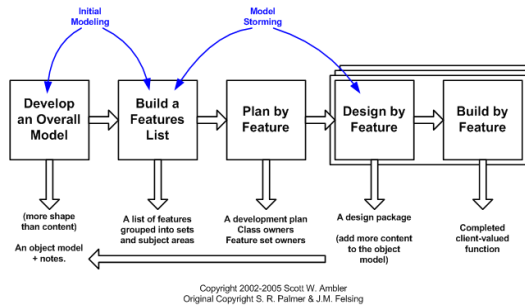 Initial
Modeling
Model
Storming
Develop
an Overall
Model
Build a
Features
List
Plan by
Feature
Design by
Feature
Build by
Feature
(more shape
than content)
An object model
+ notes.
A list of features
grouped into sets
and subject areas
A development plan
Class owners
Feature set owners
A design package
(add more content
to the object
model)
Completed
client-valued
function
Copyright 2002-2005 Scott W. Ambler
Original Copyright S. R. Palmer & J.M. Felsing